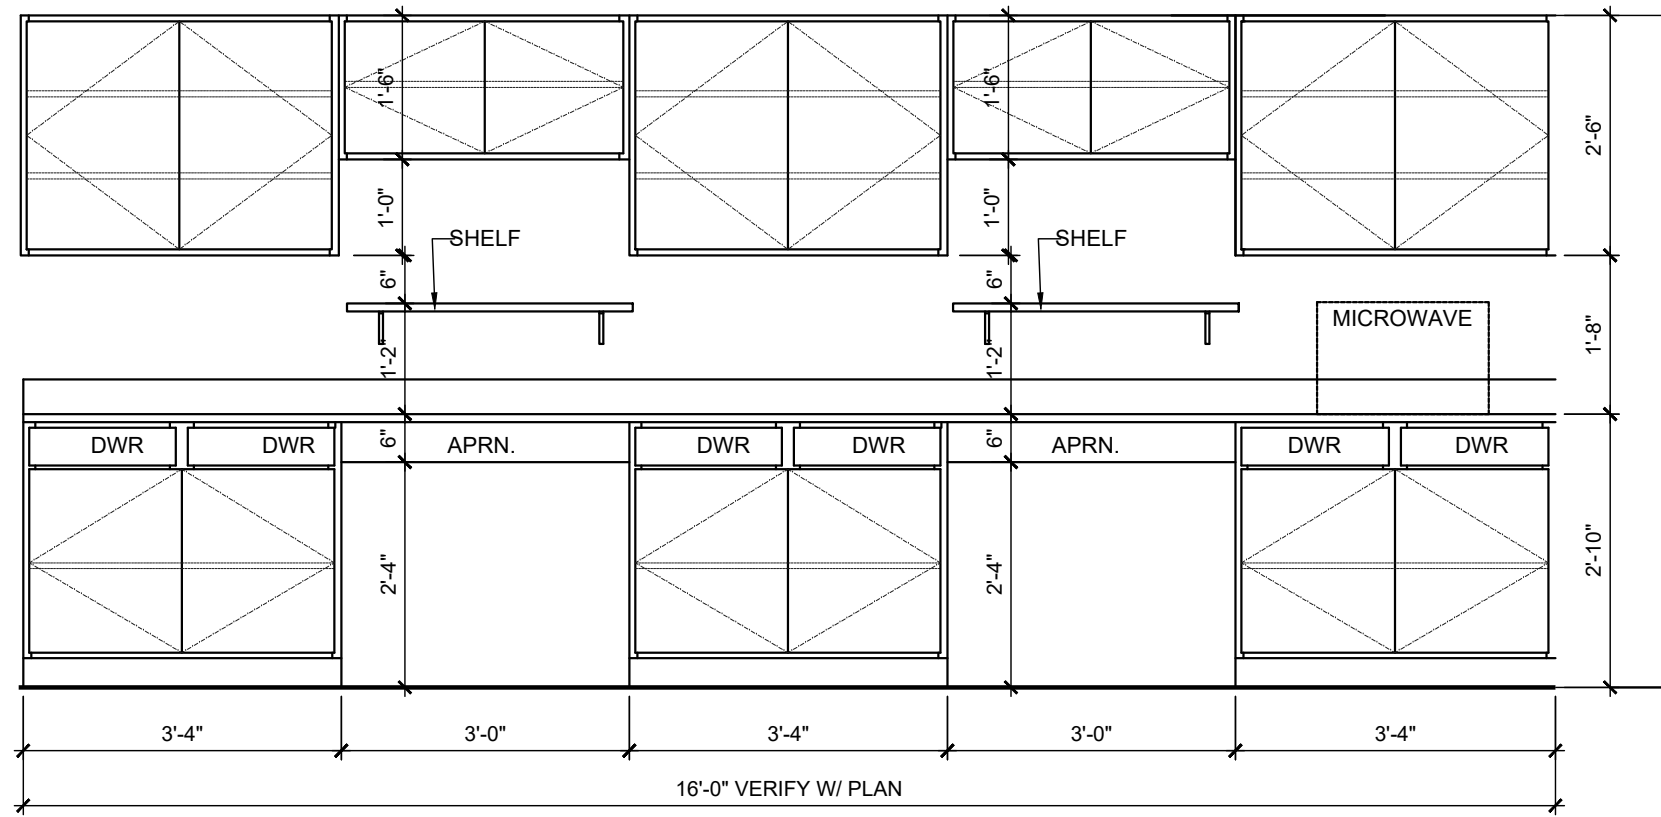 1'-6"
1'-6"
2'-6"
1'-0"
1'-0"
SHELF
SHELF
6"
6"
MICROWAVE
1'-8"
1'-2"
1'-2"
DWR
DWR
6"
APRN.
DWR
DWR
6"
APRN.
DWR
DWR
2'-4"
2'-4"
2'-10"
3'-4"
3'-0"
3'-4"
3'-0"
3'-4"
16'-0" VERIFY W/ PLAN